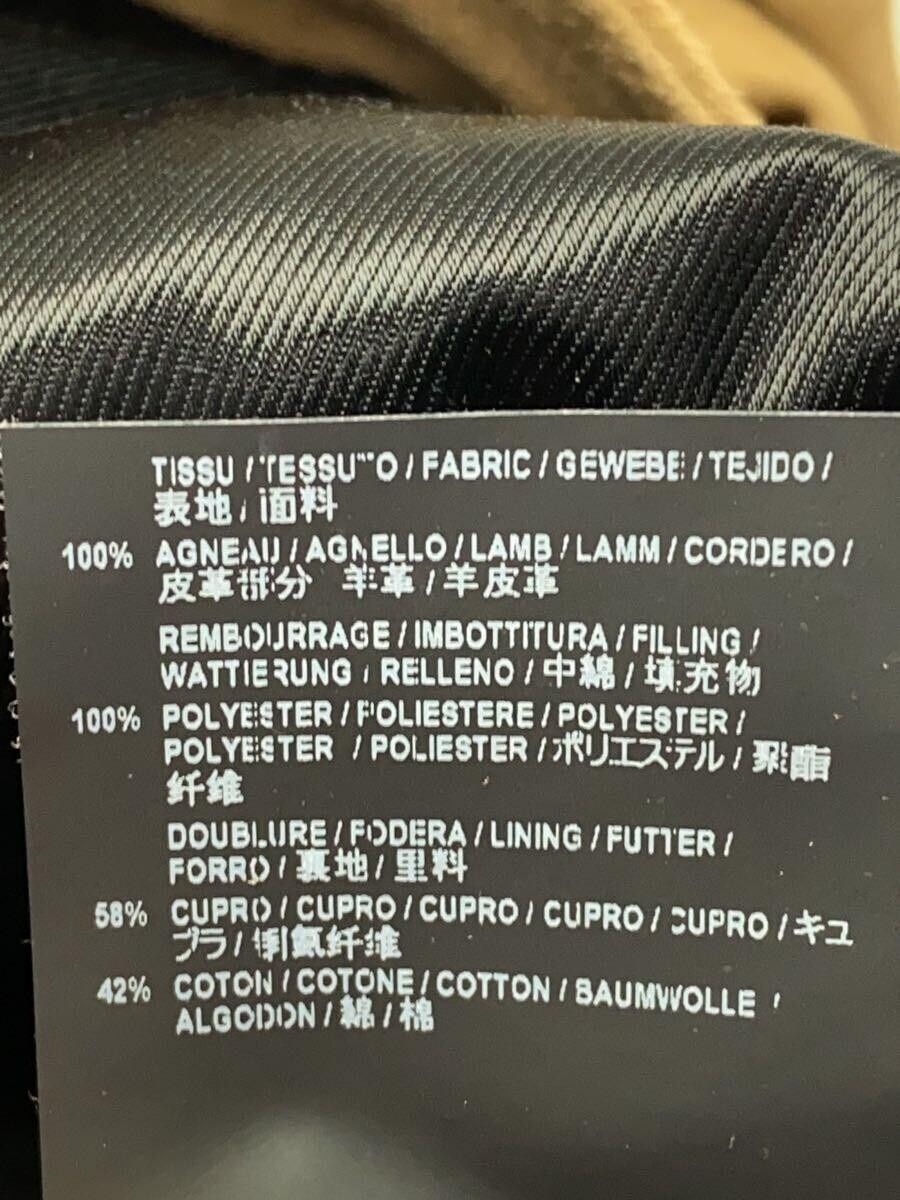 TISSU / TESSUTO / FABRIC / GEWEBE / TEJIDO /
表地 / 面料
100% AGNEAU / AGNELLO / LAMB / LAMM / CORDERO /
皮革部分 羊革 / 羊皮革
REMBOURRAGE / IMBOTTITURA / FILLING /
WATTIERUNG / RELLENO / 中綿 / 填充物
100% POLYESTER / POLIESTERE / POLYESTER /
POLYESTER / POLIESTER / ポリエステル / 聚酯
纤维
DOUBLURE / FODERA / LINING / FUTTER /
FORRO / 裏地 / 里料
58% CUPRO / CUPRO / CUPRO / CUPRO / CUPRO / キュ
プラ / 铜氨纤维
42% COTON / COTONE / COTTON / BAUMWOLLE /
ALGODON / 綿 / 棉